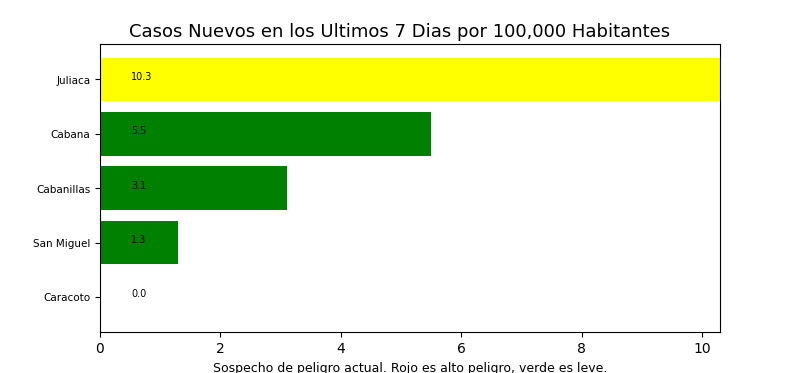 Casos Nuevos en los Ultimos 7 Dias por 100,000 Habitantes
Juliaca 10.3
Cabana 5.5
Cabanillas 3.1
San Miguel 1.3
Caracoto 0.0
0 2 4 6 8 10
Sospecho de peligro actual. Rojo es alto peligro, verde es leve.